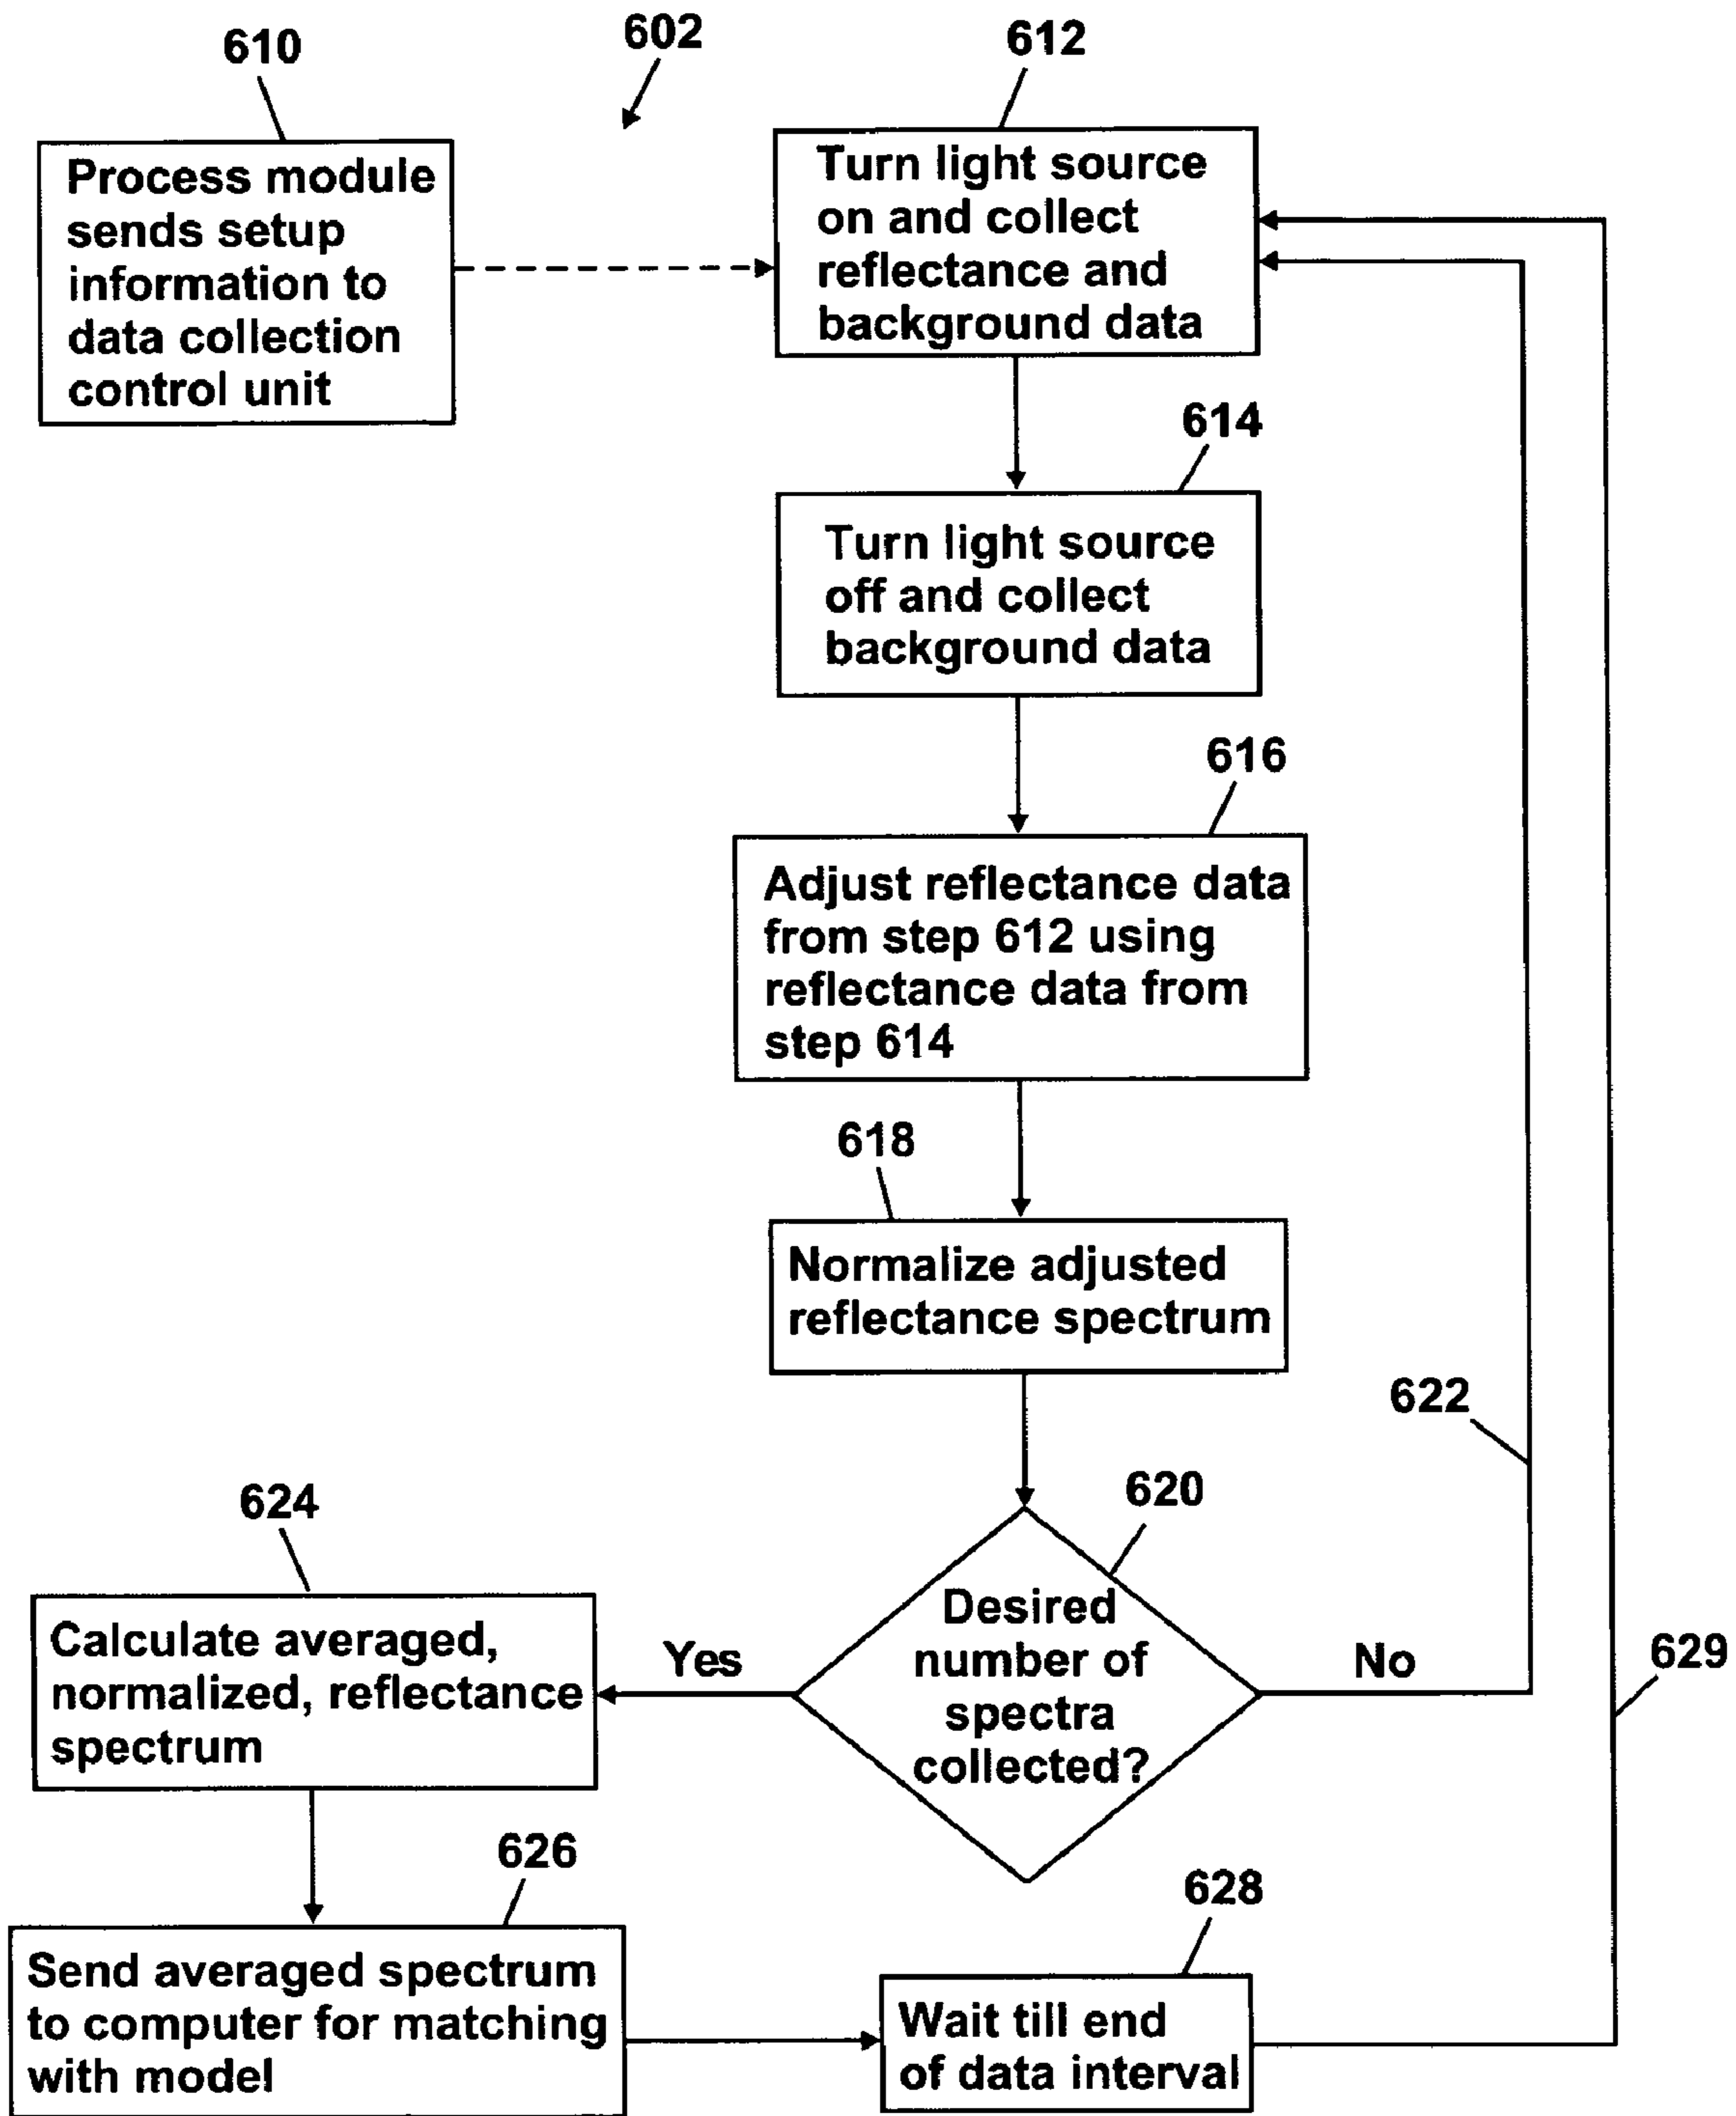 610
602
612
Process module
sends setup
information to
data collection
control unit
Turn light source
on and collect
reflectance and
background data
614
Turn light source
off and collect
background data
616
Adjust reflectance data
from step 612 using
reflectance data from
step 614
618
Normalize adjusted
reflectance spectrum
622
620
Desired
number of
spectra
collected?
Yes
No
629
624
Calculate averaged,
normalized, reflectance
spectrum
626
Send averaged spectrum
to computer for matching
with model
628
Wait till end
of data interval